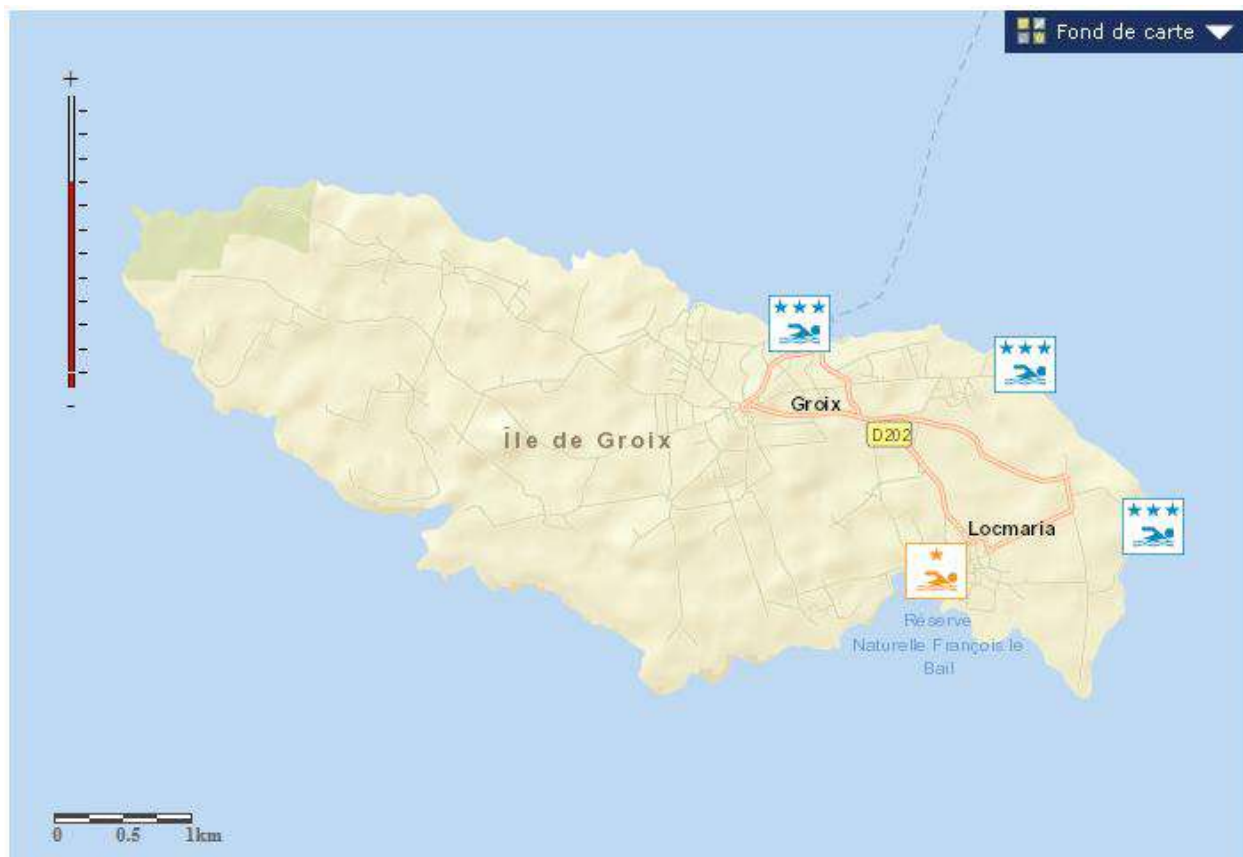 Fond de carte
+
Groix
Île de Groix
D202
Locmaria
Réserve
Naturelle François le
Bail
-
0 0.5 1km